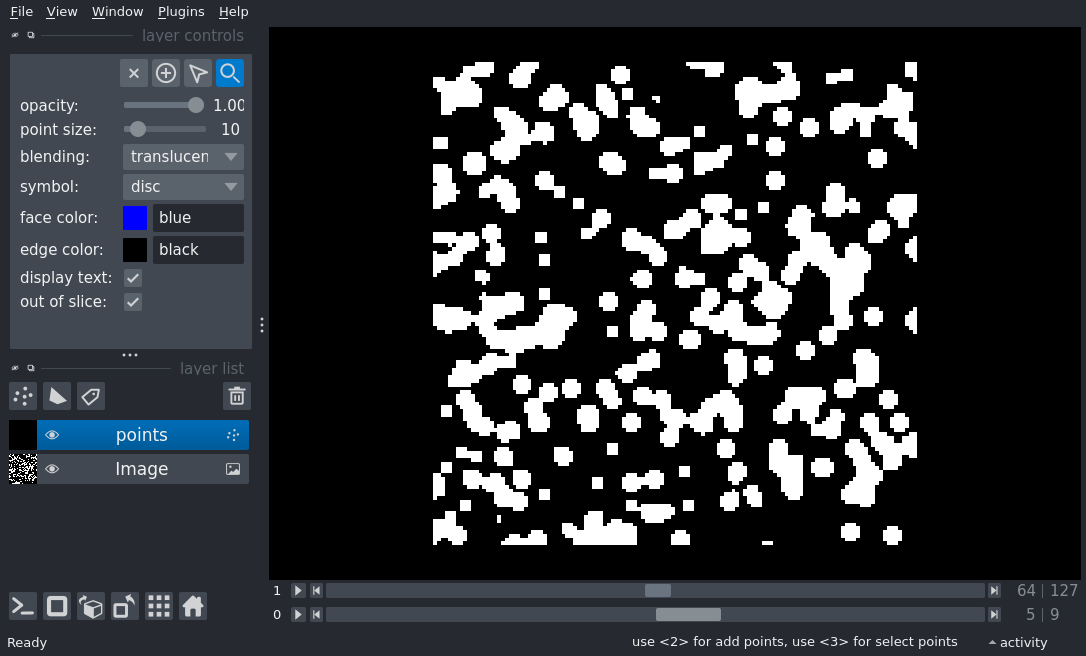 File View Window Plugins Help
layer controls
opacity: 1.00
point size: 10
blending: translucen
symbol: disc
face color: blue
edge color: black
display text:
out of slice:
layer list
points
Image
1 64 | 127
0 5 | 9
Ready use <2> for add points, use <3> for select points activity